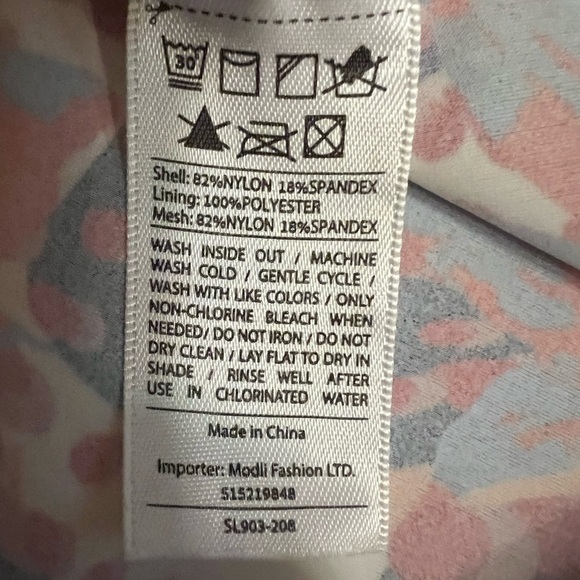 30
Shell: 82%NYLON 18%SPANDEX
Lining: 100%POLYESTER
Mesh: 82%NYLON 18%SPANDEX
WASH INSIDE OUT / MACHINE
WASH COLD / GENTLE CYCLE /
WASH WITH LIKE COLORS / ONLY
NON-CHLORINE BLEACH WHEN
NEEDED/ DO NOT IRON / DO NOT
DRY CLEAN / LAY FLAT TO DRY IN
SHADE / RINSE WELL AFTER
USE IN CHLORINATED WATER
Made in China
Importer: Modli Fashion LTD.
515219848
SL903-208